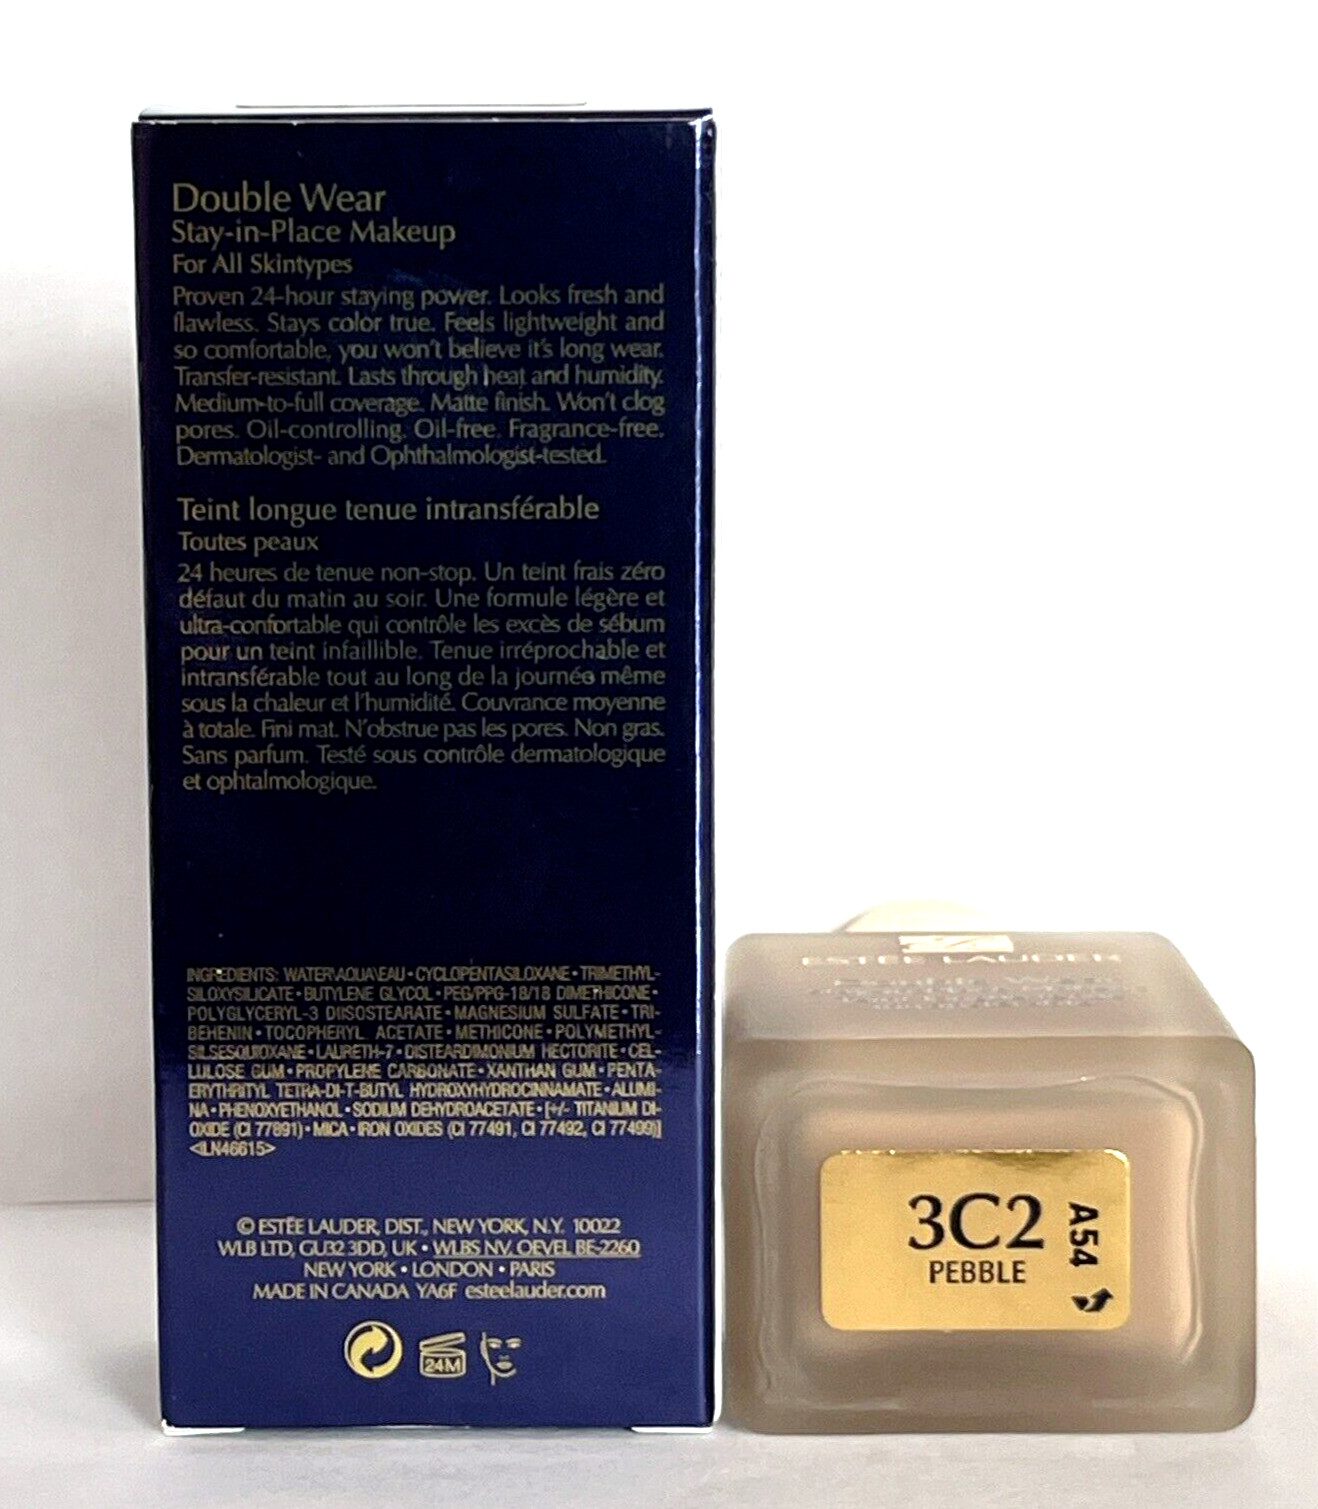 Double Wear
Stay-in-Place Makeup
For All Skintypes
Proven 24-hour staying power. Looks fresh and
flawless. Stays color true. Feels lightweight and
so comfortable, you won't believe it's long wear.
Transfer-resistant. Lasts through heat and humidity.
Medium-to-full coverage. Matte finish. Won't clog
pores. Oil-controlling. Oil-free. Fragrance-free.
Dermatologist- and Ophthalmologist-tested.
Teint longue tenue intransférable
Toutes peaux
24 heures de tenue non-stop. Un teint frais zéro
défaut du matin au soir. Une formule légère et
ultra-confortable qui contrôle les excès de sébum
pour un teint infaillible. Tenue irréprochable et
intransférable tout au long de la journée même
sous la chaleur et l'humidité. Couvrance moyenne
à totale. Fini mat. N'obstrue pas les pores. Non gras.
Sans parfum. Testé sous contrôle dermatologique
et ophtalmologique.
INGREDIENTS: WATER\AQUA\EAU • CYCLOPENTASILOXANE • TRIMETHYL-
SILOXYSILICATE • BUTYLENE GLYCOL • PEG/PPG-18/18 DIMETHICONE •
POLYGLYCERYL-3 DIISOSTEARATE • MAGNESIUM SULFATE • TRI-
BEHENIN • TOCOPHERYL ACETATE • METHICONE • POLYMETHYL-
SILSESQUIOXANE • LAURETH-7 • DISTEARDIMONIUM HECTORITE • CEL-
LULOSE GUM • PROPYLENE CARBONATE • XANTHAN GUM • PENTA-
ERYTHRITYL TETRA-DI-T-BUTYL HYDROXYHYDROCINNAMATE • ALUMI-
NA • PHENOXYETHANOL • SODIUM DEHYDROACETATE • [+/- TITANIUM DI-
OXIDE (CI 77891) • MICA • IRON OXIDES (CI 77491, CI 77492, CI 77499)]
<ILN46615>
© ESTĒE LAUDER, DIST., NEW YORK, N.Y. 10022
WLB LTD, GU32 3DD, UK • WLBS NV, OEVEL BE-2260
NEW YORK • LONDON • PARIS
MADE IN CANADA YA6F esteelauder.com
24M
ESTĒE LAUDER
Double Wear
3C2
PEBBLE
A54